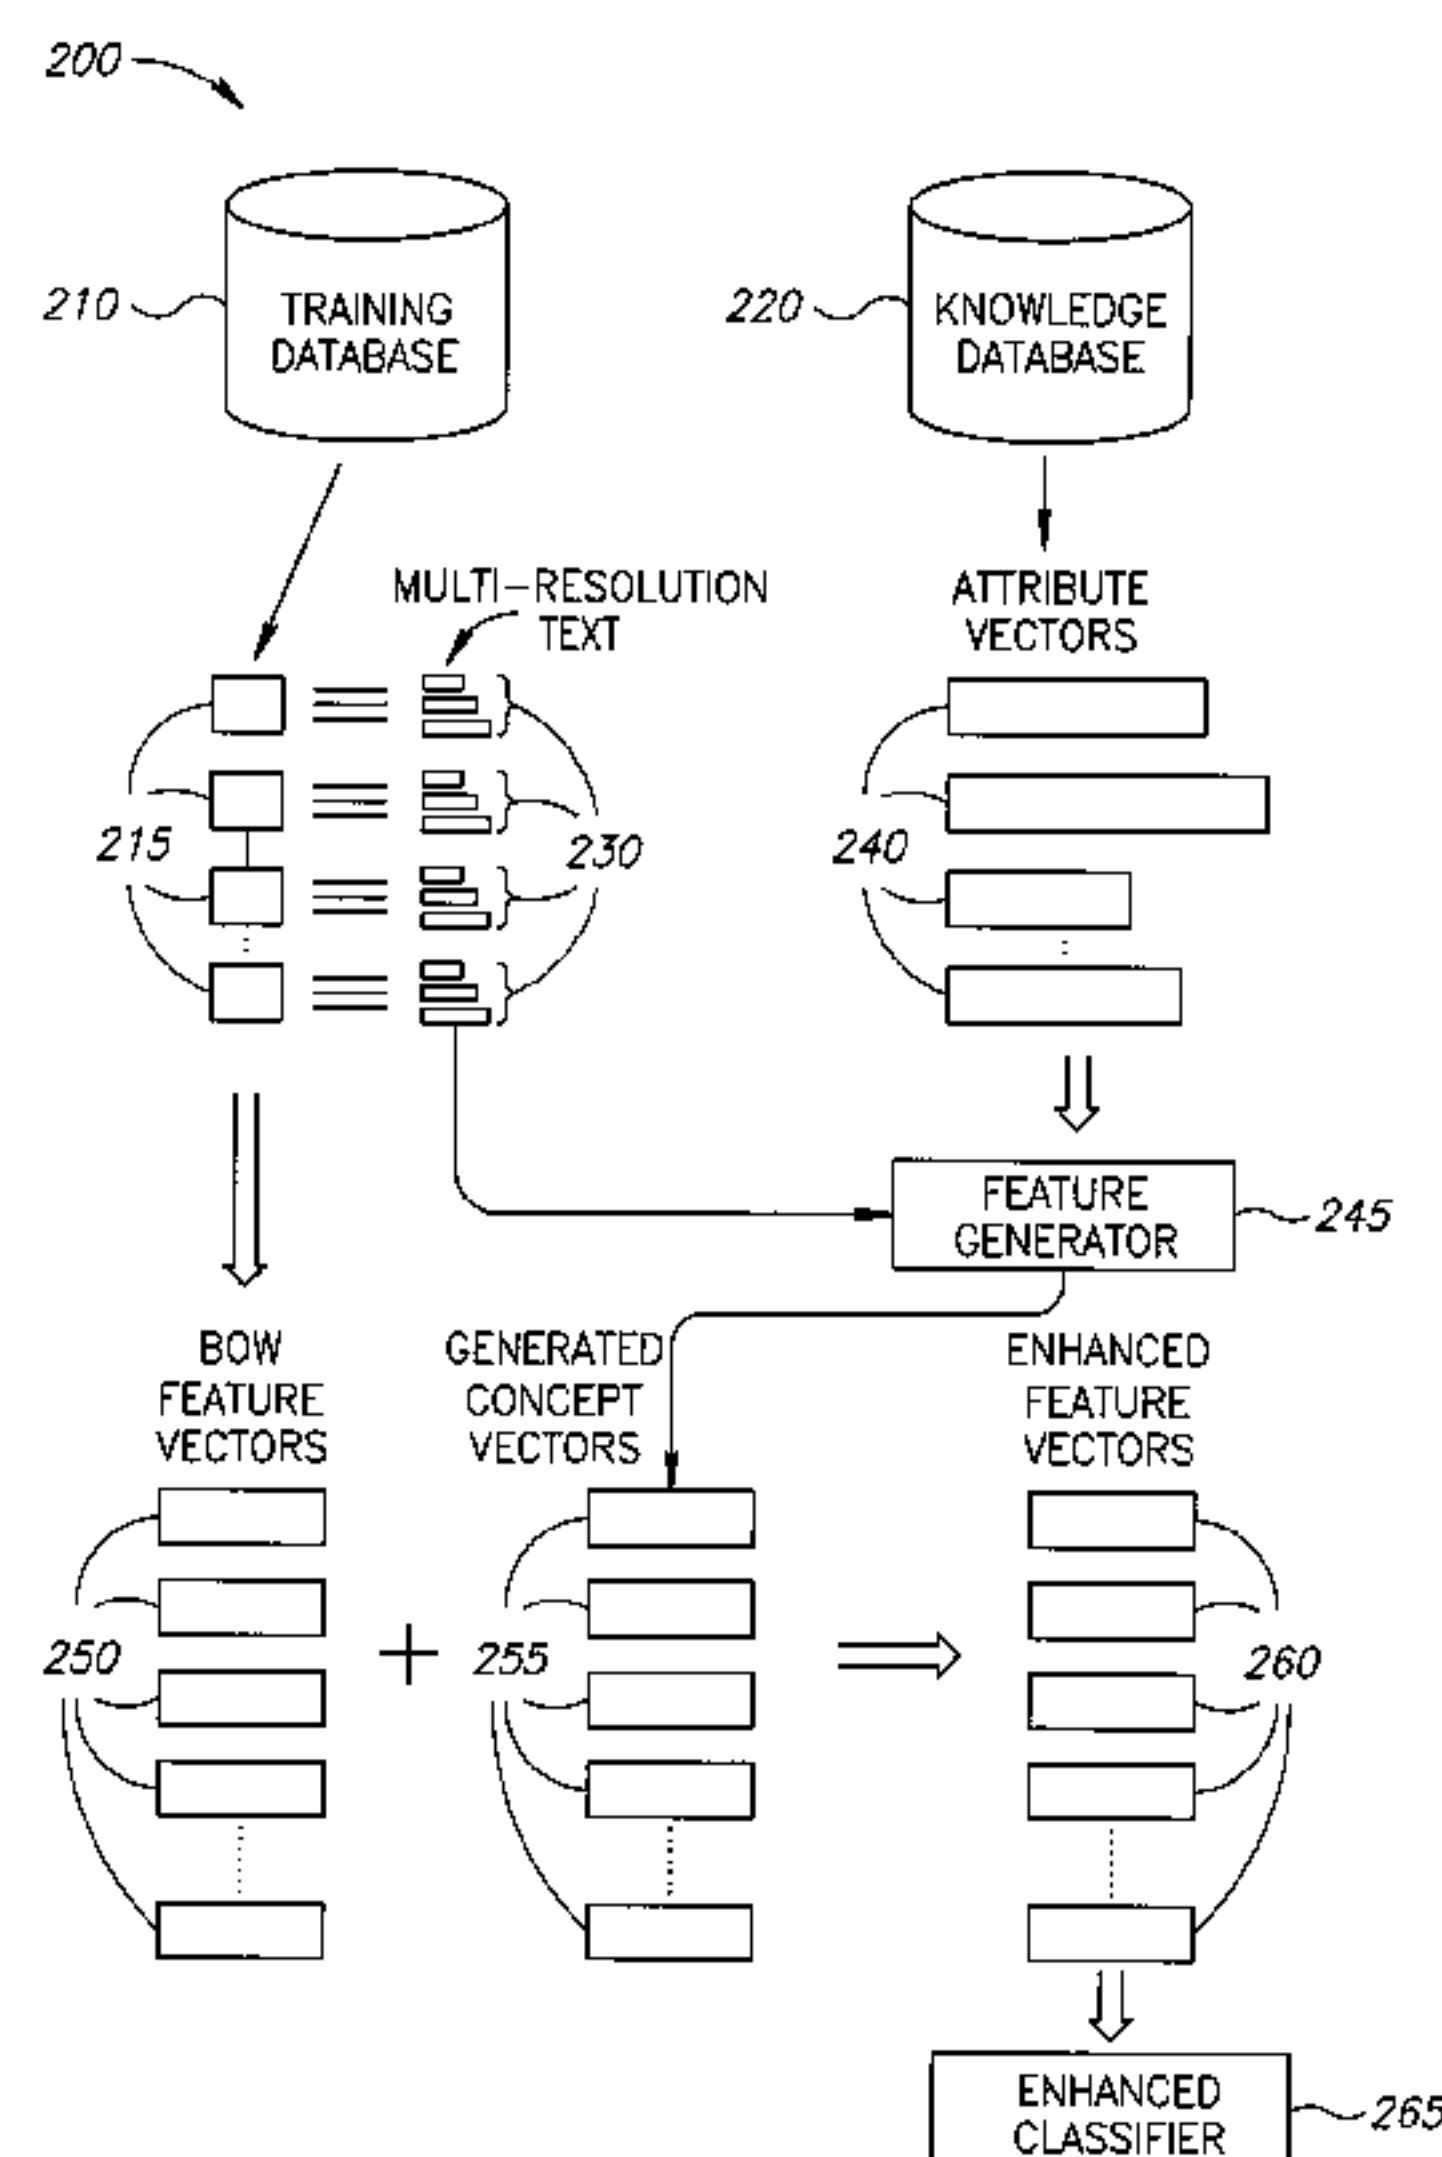 200
210
TRAINING
DATABASE
220
KNOWLEDGE
DATABASE
MULTI-RESOLUTION
TEXT
ATTRIBUTE
VECTORS
215
230
240
FEATURE
GENERATOR
245
BOW
FEATURE
VECTORS
GENERATED
CONCEPT
VECTORS
ENHANCED
FEATURE
VECTORS
250
+
255
260
ENHANCED
CLASSIFIER
265